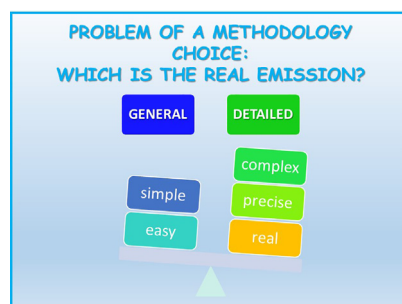 PROBLEM OF A METHODOLOGY
CHOICE:
WHICH IS THE REAL EMISSION?
GENERAL
DETAILED
simple
easy
complex
precise
real